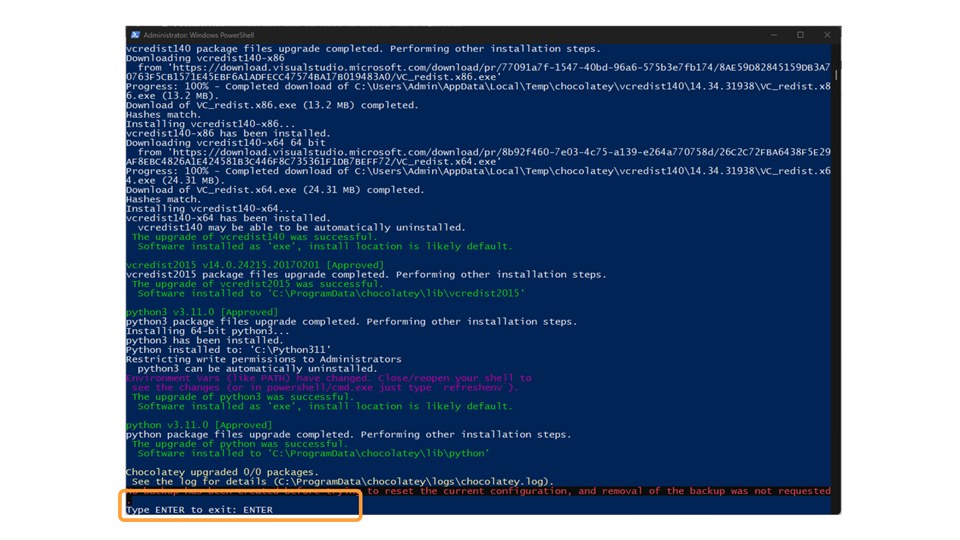 Administrator: Windows PowerShell
vcredist140 package files upgrade completed. Performing other installation steps.
Downloading vcredist140-x86
from 'https://download.visualstudio.microsoft.com/download/pr/77091a7f-1547-40bd-96a6-575b3e7fb174/8AE59D82845159DB3A7
0763F5CB1571E45EBF6A1ADFECC47574BA17B019483A0/VC_redist.x86.exe'
Progress: 100% - Completed download of C:\Users\Admin\AppData\Local\Temp\chocolatey\vcredist140\14.34.31938\VC_redist.x8
6.exe (13.2 MB).
Download of VC_redist.x86.exe (13.2 MB) completed.
Hashes match.
Installing vcredist140-x86...
vcredist140-x86 has been installed.
Downloading vcredist140-x64 64 bit
from 'https://download.visualstudio.microsoft.com/download/pr/8b92f460-7e03-4c75-a139-e264a770758d/26C2C72FBA6438F5E29
AF8EBC4826A1E424581B3C446F8C735361F1DB7BEFF72/VC_redist.x64.exe'
Progress: 100% - Completed download of C:\Users\Admin\AppData\Local\Temp\chocolatey\vcredist140\14.34.31938\VC_redist.x6
4.exe (24.31 MB).
Download of VC_redist.x64.exe (24.31 MB) completed.
Hashes match.
Installing vcredist140-x64...
vcredist140-x64 has been installed.
vcredist140 may be able to be automatically uninstalled.
The upgrade of vcredist140 was successful.
Software installed as 'exe', install location is likely default.
vcredist2015 v14.0.24215.20170201 [Approved]
vcredist2015 package files upgrade completed. Performing other installation steps.
The upgrade of vcredist2015 was successful.
Software installed to 'C:\ProgramData\chocolatey\lib\vcredist2015'
python3 v3.11.0 [Approved]
python3 package files upgrade completed. Performing other installation steps.
Installing 64-bit python3...
python3 has been installed.
Python installed to: 'C:\Python311'
Restricting write permissions to Administrators
python3 can be automatically uninstalled.
Environment Vars (like PATH) have changed. Close/reopen your shell to
see the changes (or in powershell/cmd.exe just type `refreshenv`).
The upgrade of python3 was successful.
Software installed as 'exe', install location is likely default.
python v3.11.0 [Approved]
python package files upgrade completed. Performing other installation steps.
The upgrade of python was successful.
Software installed to 'C:\ProgramData\chocolatey\lib\python'
Chocolatey upgraded 0/0 packages.
See the log for details (C:\ProgramData\chocolatey\logs\chocolatey.log).
No backup has been created before trying to reset the current configuration, and removal of the backup was not requested
.
Type ENTER to exit: ENTER